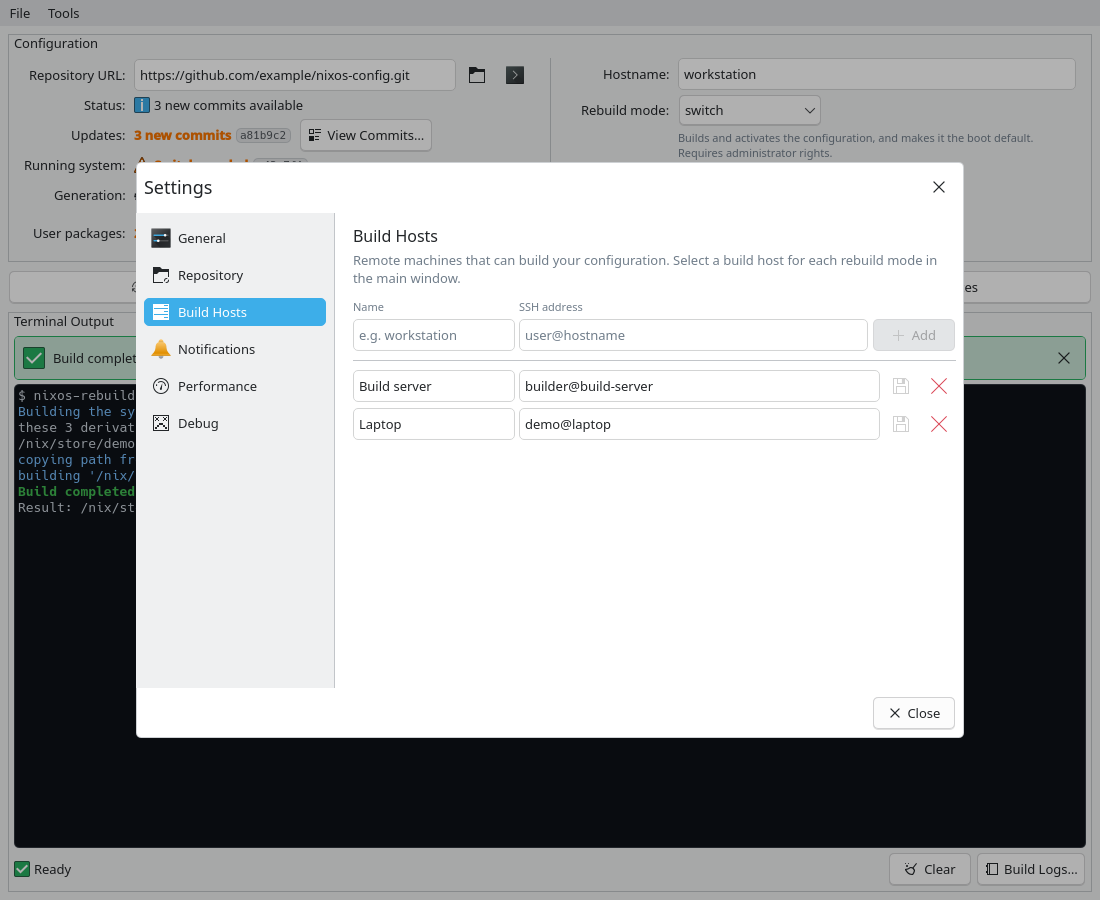 File Tools
Configuration
Repository URL: https://github.com/example/nixos-config.git
Hostname: workstation
Status: 3 new commits available
Rebuild mode: switch
Updates: 3 new commits a81b9c2 View Commits...
Builds and activates the configuration, and makes it the boot default.
Requires administrator rights.
Running system:
Generation:
User packages:
Terminal Output
Build complet
$ nixos-rebuild
Building the sy
these 3 derivat
/nix/store/demo
copying path fr
building '/nix/
Build completed
Result: /nix/st
Settings
General
Repository
Build Hosts
Notifications
Performance
Debug
Build Hosts
Remote machines that can build your configuration. Select a build host for each rebuild mode in
the main window.
Name SSH address
e.g. workstation user@hostname Add
Build server builder@build-server
Laptop demo@laptop
Close
Ready
Clear Build Logs...